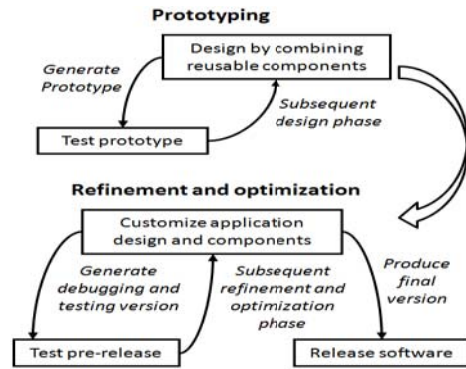 Prototyping
Design by combining
reusable components
Generate
Prototype
Subsequent
design phase
Test prototype
Refinement and optimization
Customize application
design and components
Generate
debugging and
testing version
Subsequent
refinement and
optimization
phase
Produce
final
version
Test pre-release
Release software